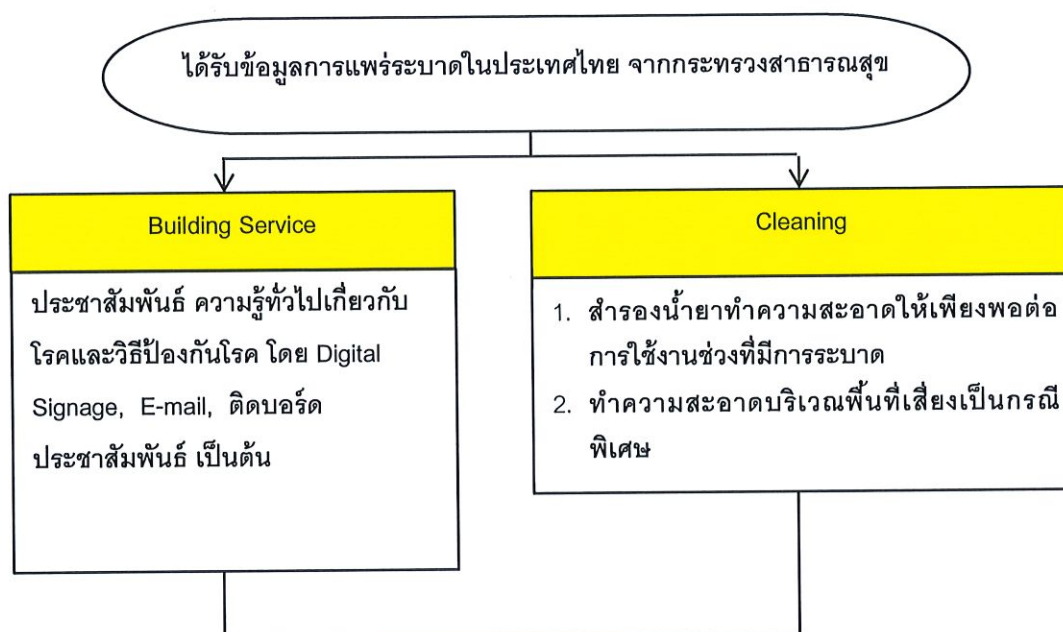 ได้รับข้อมูลการแพร่ระบาดในประเทศไทย จากกระทรวงสาธารณสุข
Building Service
ประชาสัมพันธ์ ความรู้ทั่วไปเกี่ยวกับ
โรคและวิธีป้องกันโรค โดย Digital
Signage, E-mail, ติดบอร์ด
ประชาสัมพันธ์ เป็นต้น
Cleaning
1. สำรองน้ำยาทำความสะอาดให้เพียงพอต่อ
การใช้งานช่วงที่มีการระบาด
2. ทำความสะอาดบริเวณพื้นที่เสี่ยงเป็นกรณี
พิเศษ